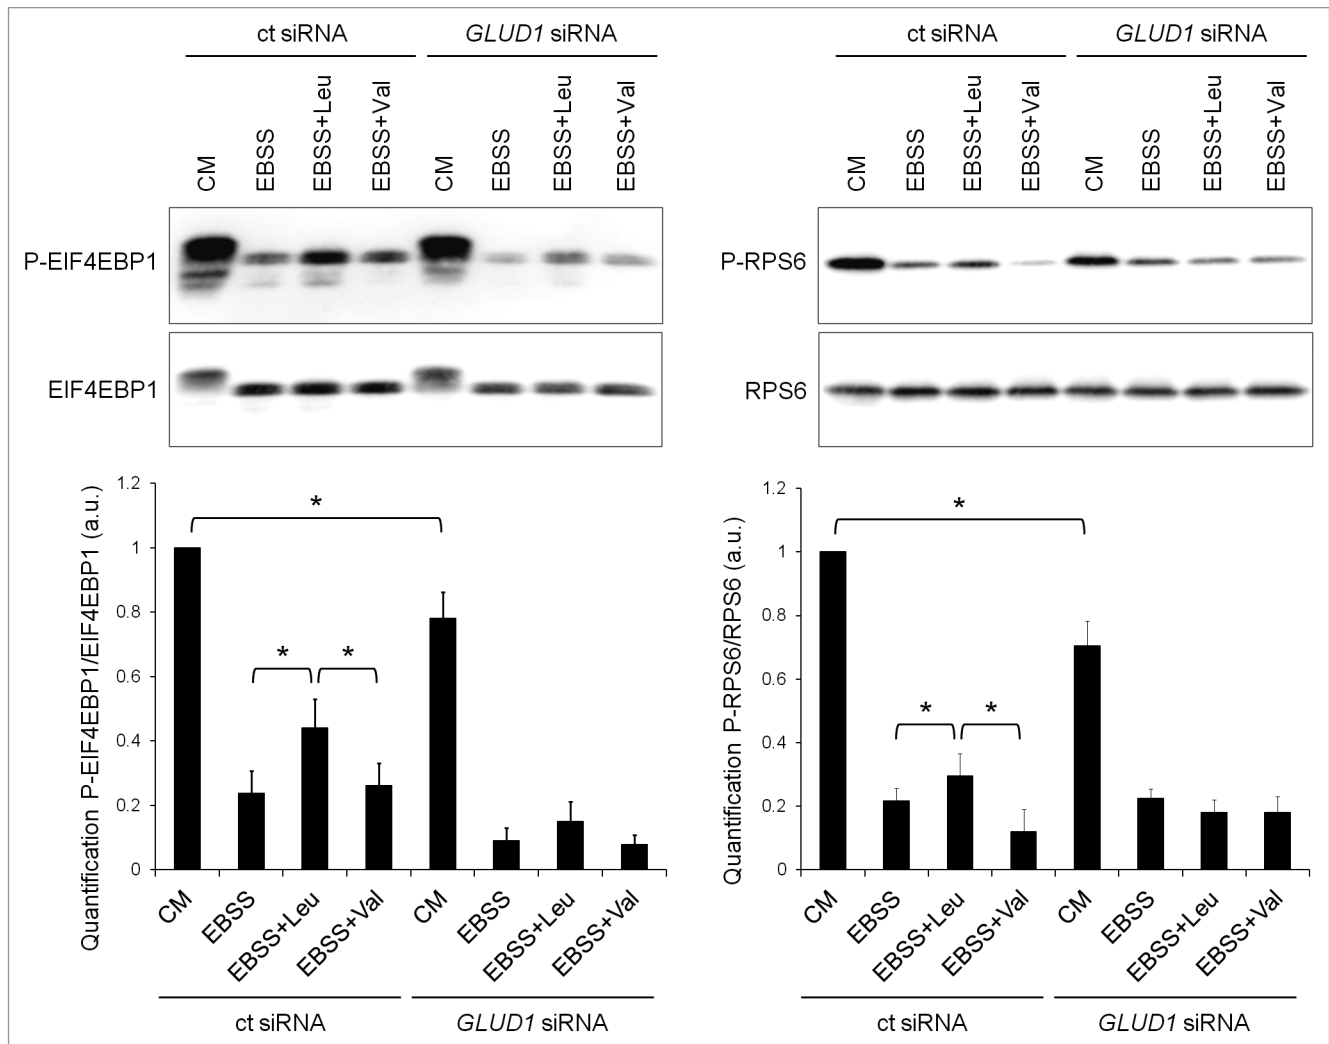 ct siRNA GLUD1 siRNA
CM EBSS EBSS+Leu EBSS+Val CM EBSS EBSS+Leu EBSS+Val
P-EIF4EBP1
EIF4EBP1
ct siRNA GLUD1 siRNA
CM EBSS EBSS+Leu EBSS+Val CM EBSS EBSS+Leu EBSS+Val
P-RPS6
RPS6
Quantification P-EIF4EBP1/EIF4EBP1 (a.u.)
1.2
1
0.8
0.6
0.4
0.2
0
*
* *
CM EBSS EBSS+Leu EBSS+Val CM EBSS EBSS+Leu EBSS+Val
ct siRNA GLUD1 siRNA
Quantification P-RPS6/RPS6 (a.u.)
1.2
1
0.8
0.6
0.4
0.2
0
*
* *
CM EBSS EBSS+Leu EBSS+Val CM EBSS EBSS+Leu EBSS+Val
ct siRNA GLUD1 siRNA